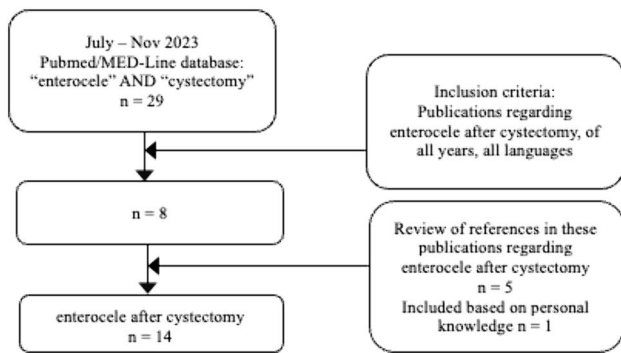 July – Nov 2023
Pubmed/MED-Line database:
“enterocele” AND “cystectomy”
n = 29
Inclusion criteria:
Publications regarding
enterocele after cystectomy, of
all years, all languages
n = 8
Review of references in these
publications regarding
enterocele after cystectomy
n = 5
Included based on personal
knowledge n = 1
enterocele after cystectomy
n = 14